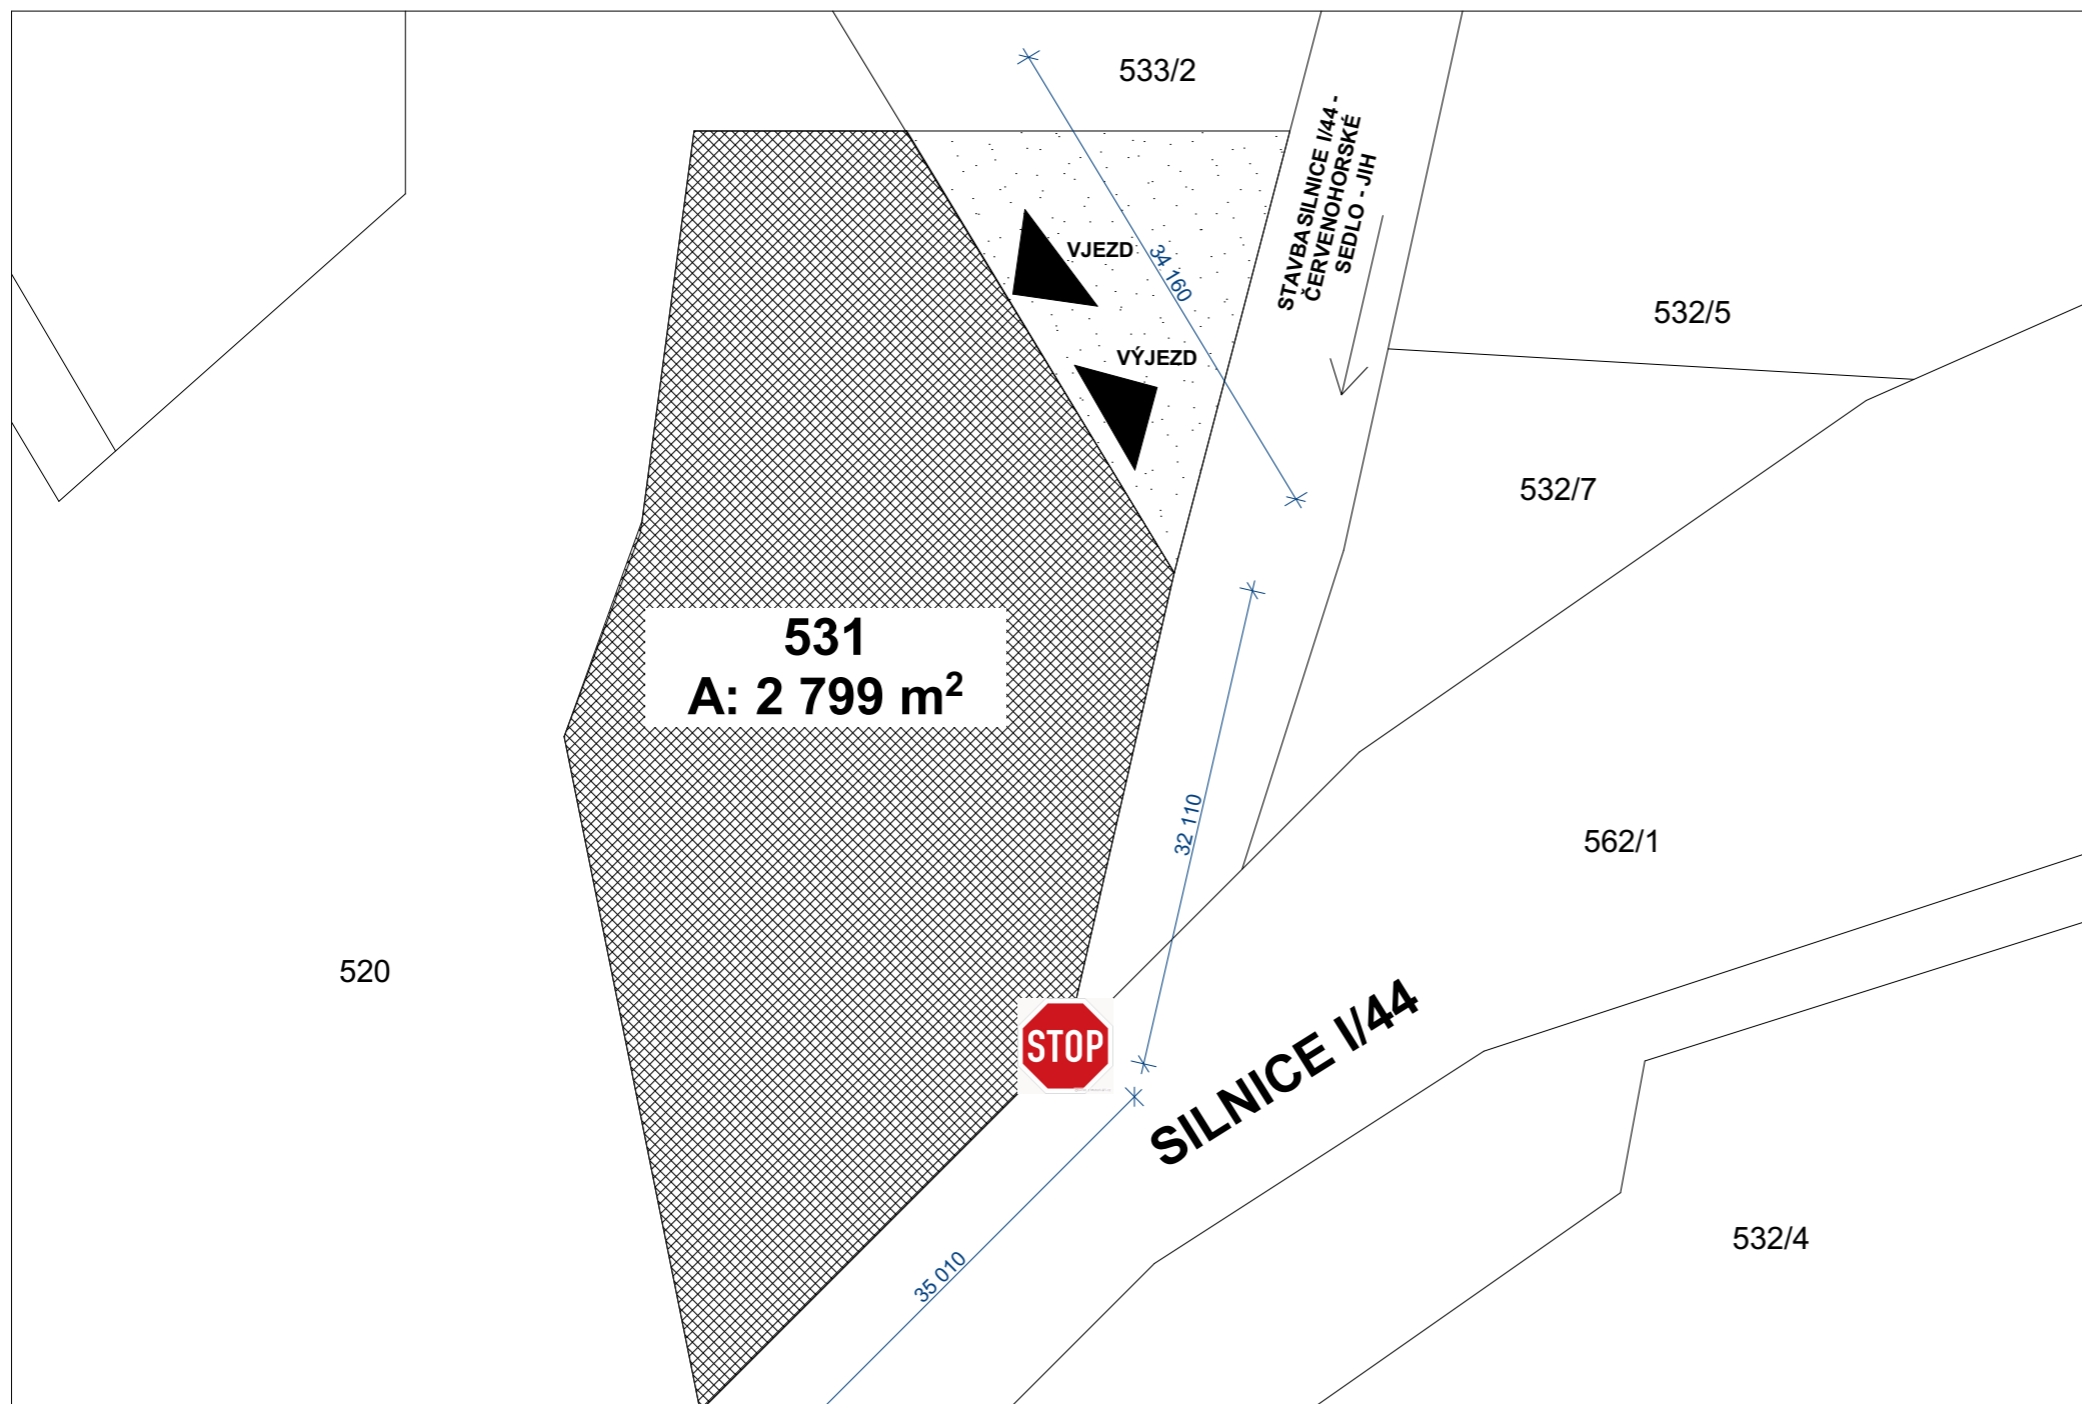 533/2
STAVBA SILNICE I/44 -
ČERVENOHORSKÉ
SEDLO - JIH
VJEZD
34 160
532/5
VÝJEZD
532/7
531
A: 2 799 m²
32 110
562/1
520
STOP
SILNICE I/44
532/4
35 010